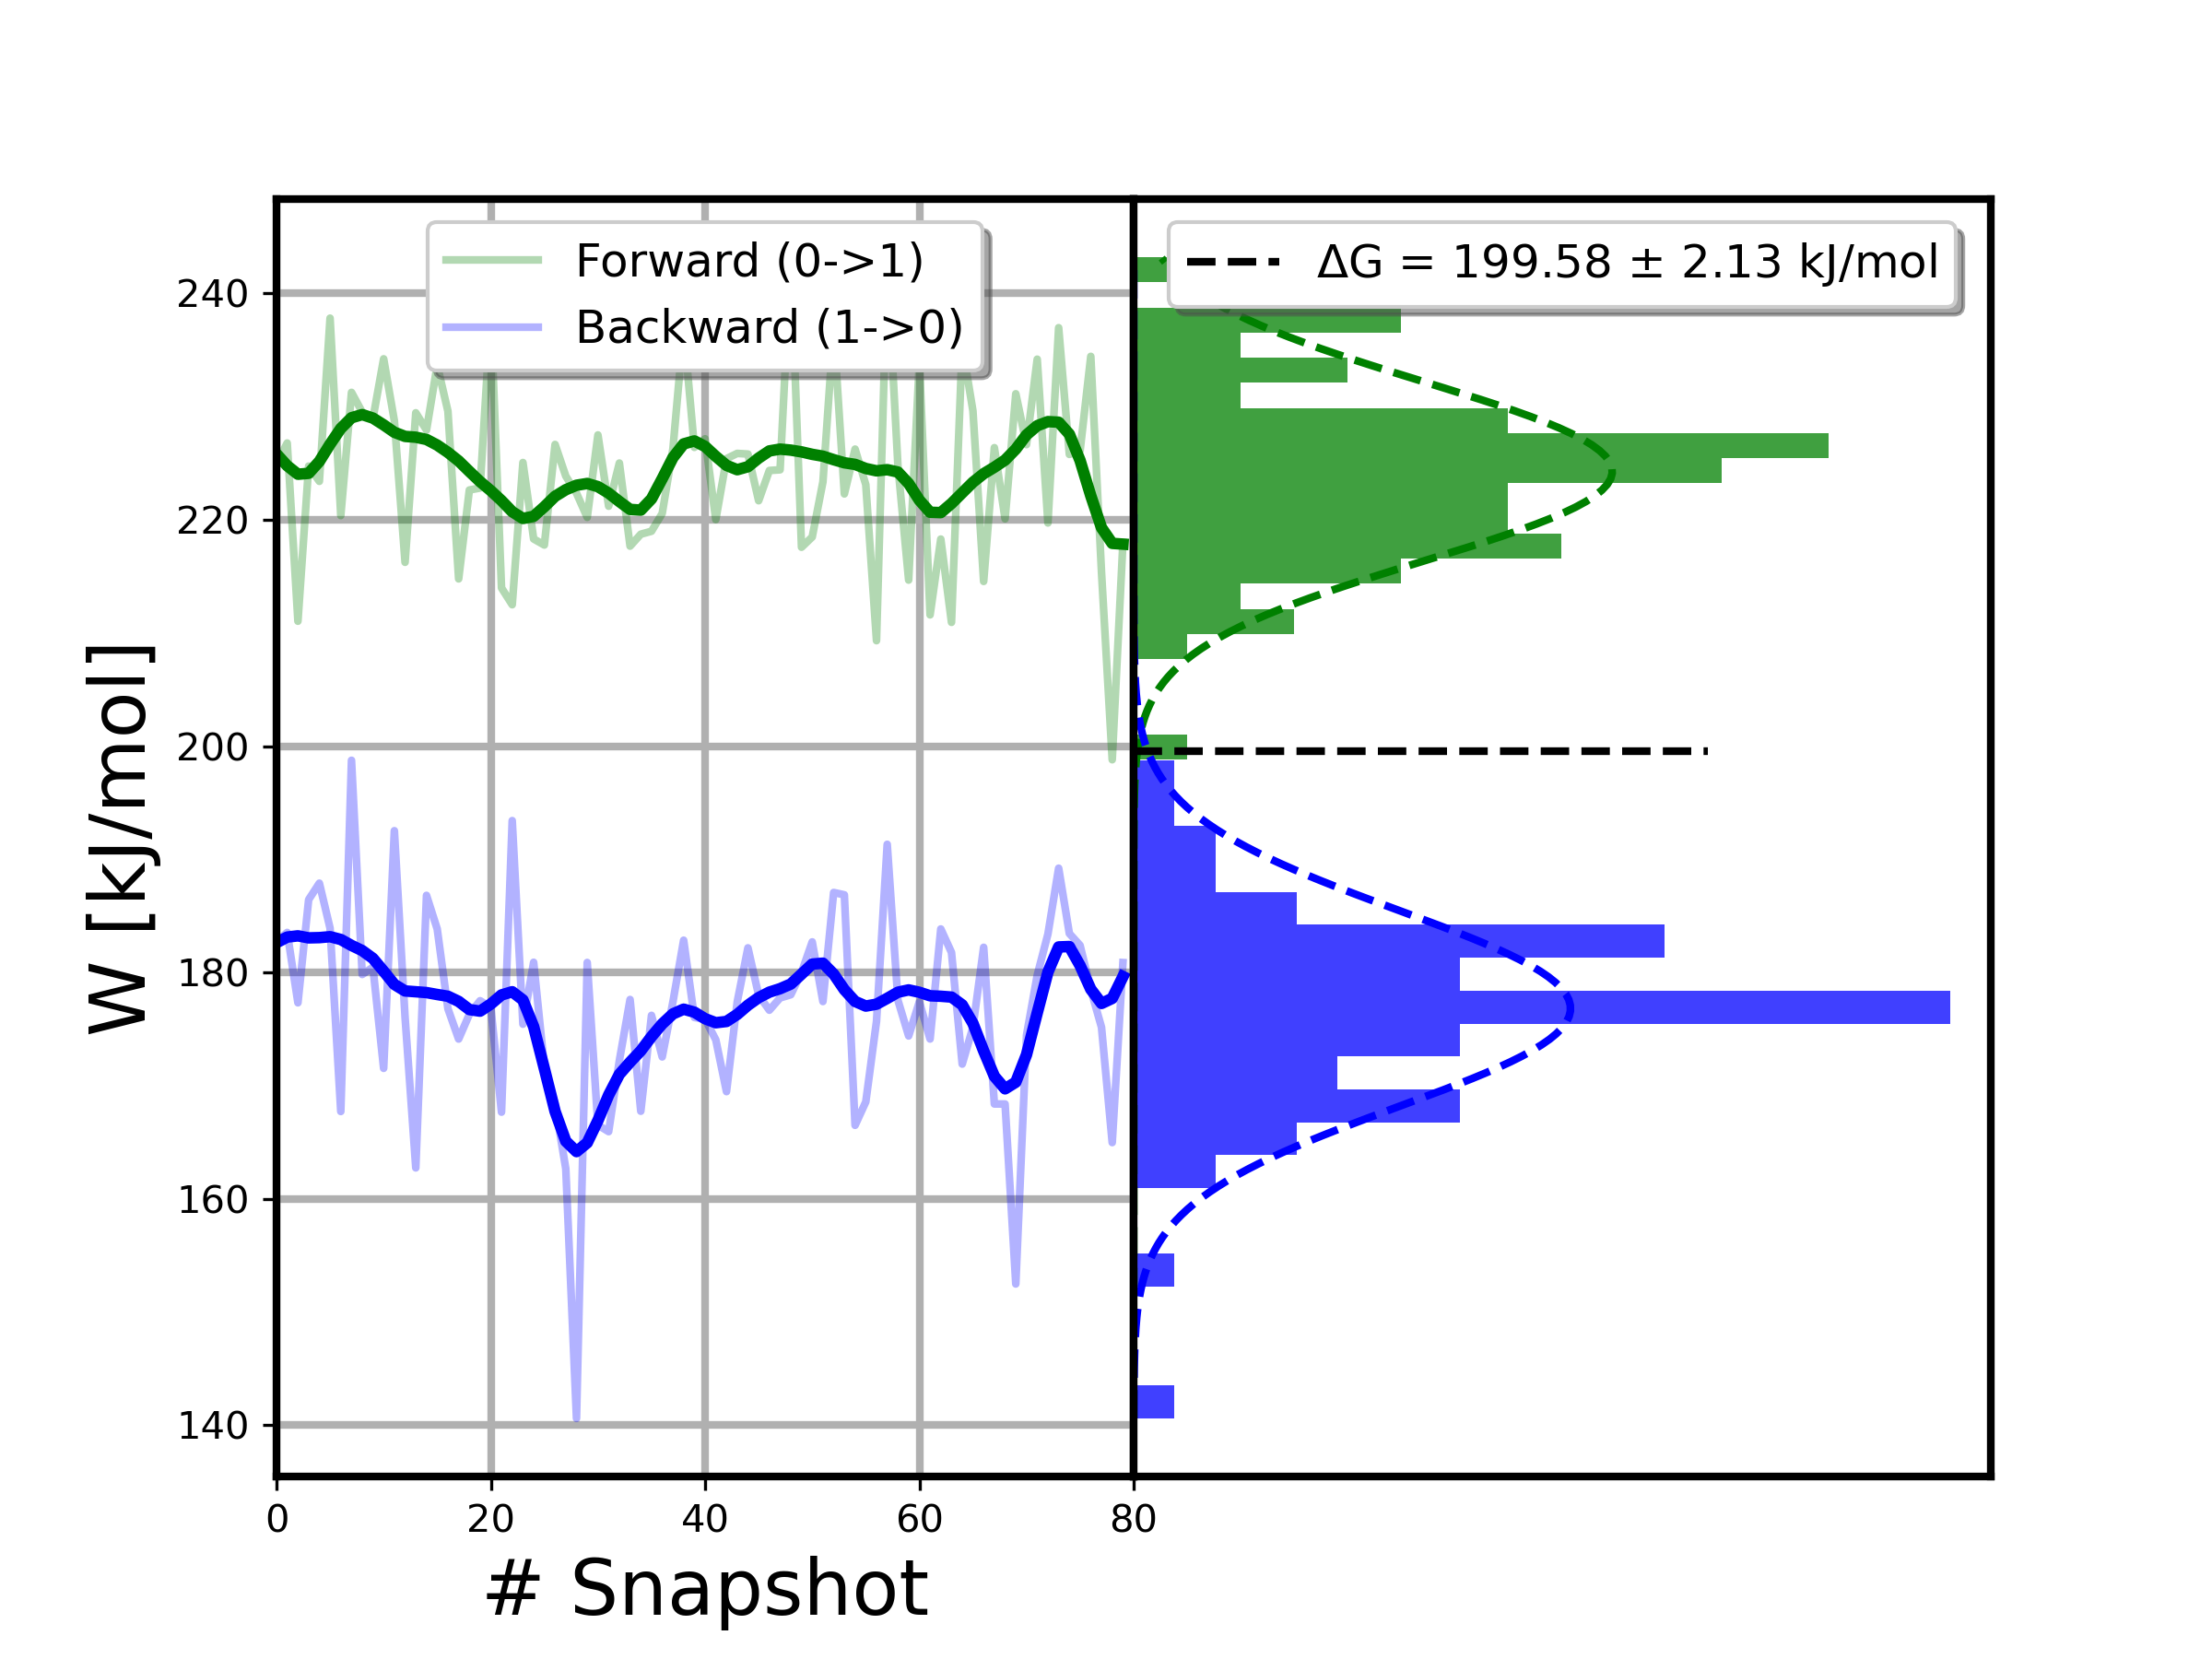 Forward (0->1)
Backward (1->0)
ΔG = 199.58 ± 2.13 kJ/mol
240
220
200
180
160
140
W [kJ/mol]
0 20 40 60 80
# Snapshot